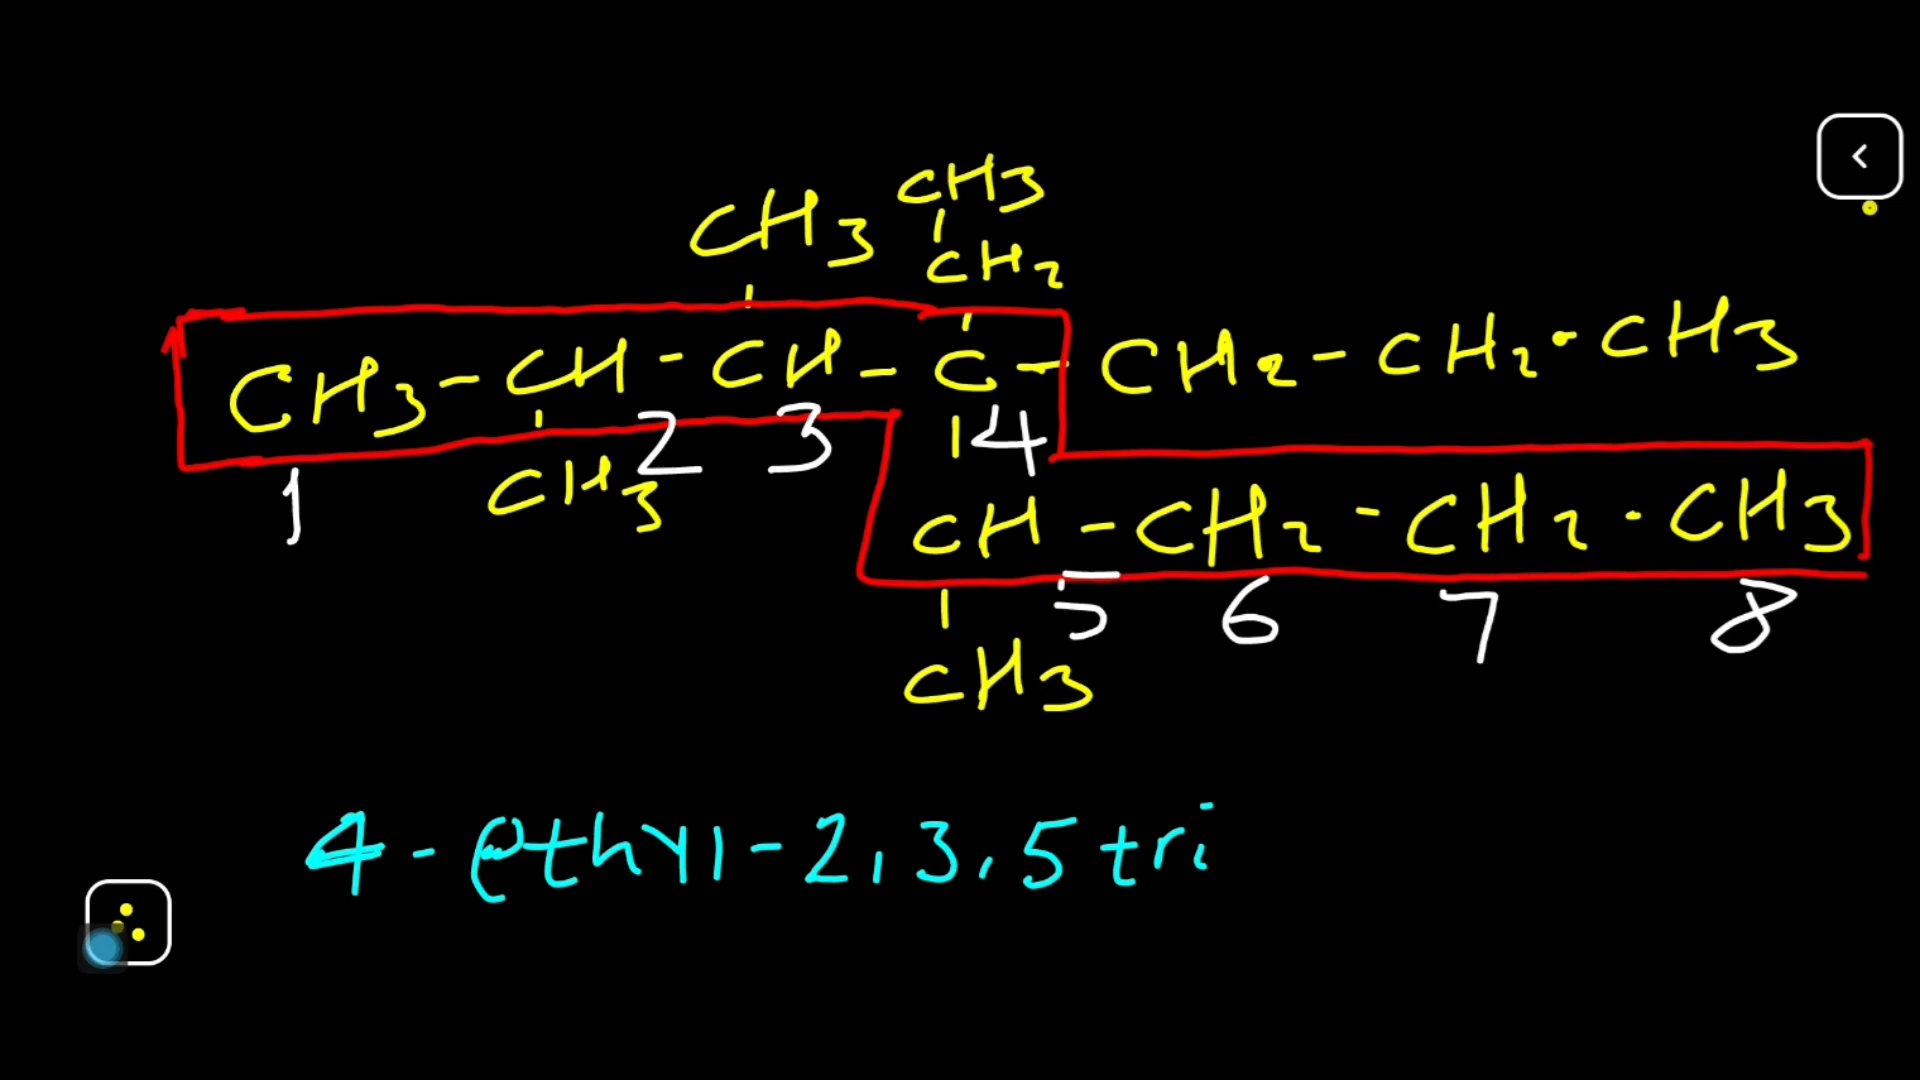 CH3
CH3
CH2
CH3 - CH - CH - C - CH2 - CH2 - CH3
1 2 3 4
CH3
CH - CH2 - CH2 - CH3
5 6 7 8
CH3
4 - ethyl - 2, 3, 5 tri